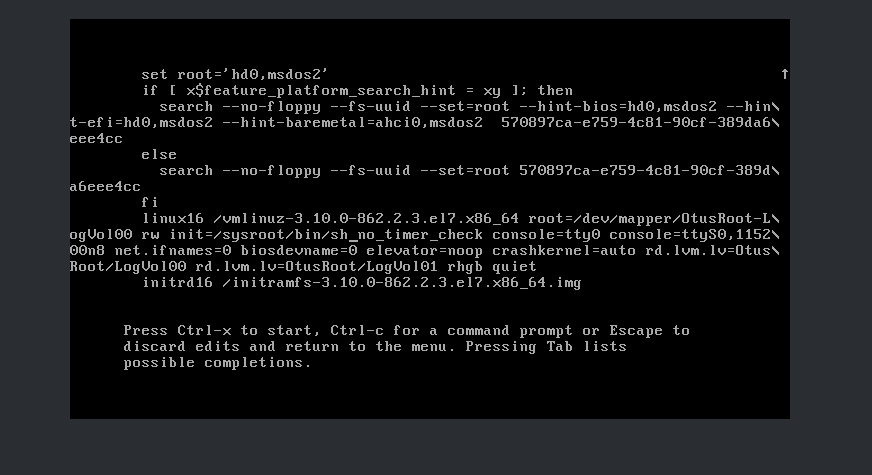 set root='hd0,msdos2'
↑
if [ x$feature_platform_search_hint = xy ]; then
search --no-floppy --fs-uuid --set=root --hint-bios=hd0,msdos2 --hin\
t-efi=hd0,msdos2 --hint-baremetal=ahci0,msdos2  570897ca-e759-4c81-90cf-389da6\
eee4cc
else
search --no-floppy --fs-uuid --set=root 570897ca-e759-4c81-90cf-389d\
a6eee4cc
fi
linux16 /vmlinuz-3.10.0-862.2.3.el7.x86_64 root=/dev/mapper/OtusRoot-L\
ogVol00 rw init=/sysroot/bin/sh_no_timer_check console=tty0 console=ttyS0,1152\
00n8 net.ifnames=0 biosdevname=0 elevator=noop crashkernel=auto rd.lvm.lv=Otus\
Root/LogVol00 rd.lvm.lv=OtusRoot/LogVol01 rhgb quiet
initrd16 /initramfs-3.10.0-862.2.3.el7.x86_64.img
Press Ctrl-x to start, Ctrl-c for a command prompt or Escape to
discard edits and return to the menu. Pressing Tab lists
possible completions.